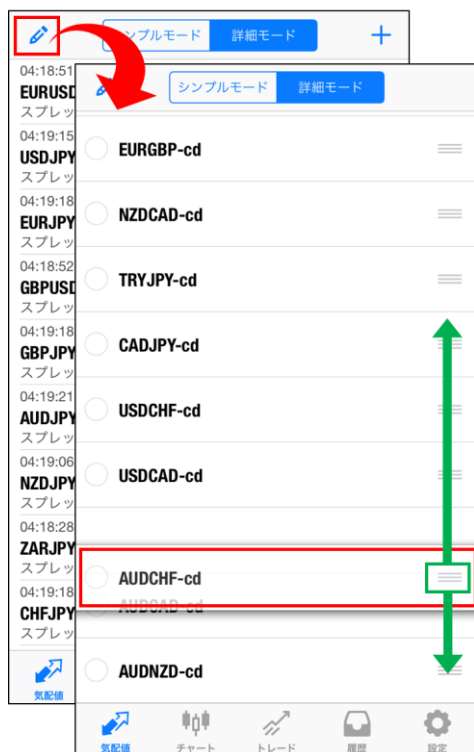 シンプルモード 詳細モード
04:18:51
EURUSD
スプレッ
04:19:15
USDJPY
スプレッ
04:19:18
EURJPY
スプレッ
04:18:52
GBPUSD
スプレッ
04:19:18
GBPJPY
スプレッ
04:19:21
AUDJPY
スプレッ
04:19:06
NZDJPY
スプレッ
04:18:28
ZARJPY
スプレッ
04:19:18
CHFJPY
スプレッ
気配値
シンプルモード 詳細モード
EURGBP-cd
NZDCAD-cd
TRYJPY-cd
CADJPY-cd
USDCHF-cd
USDCAD-cd
AUDCHF-cd
AUDCAD-cd
AUDNZD-cd
気配値 チャート トレード 履歴 設定